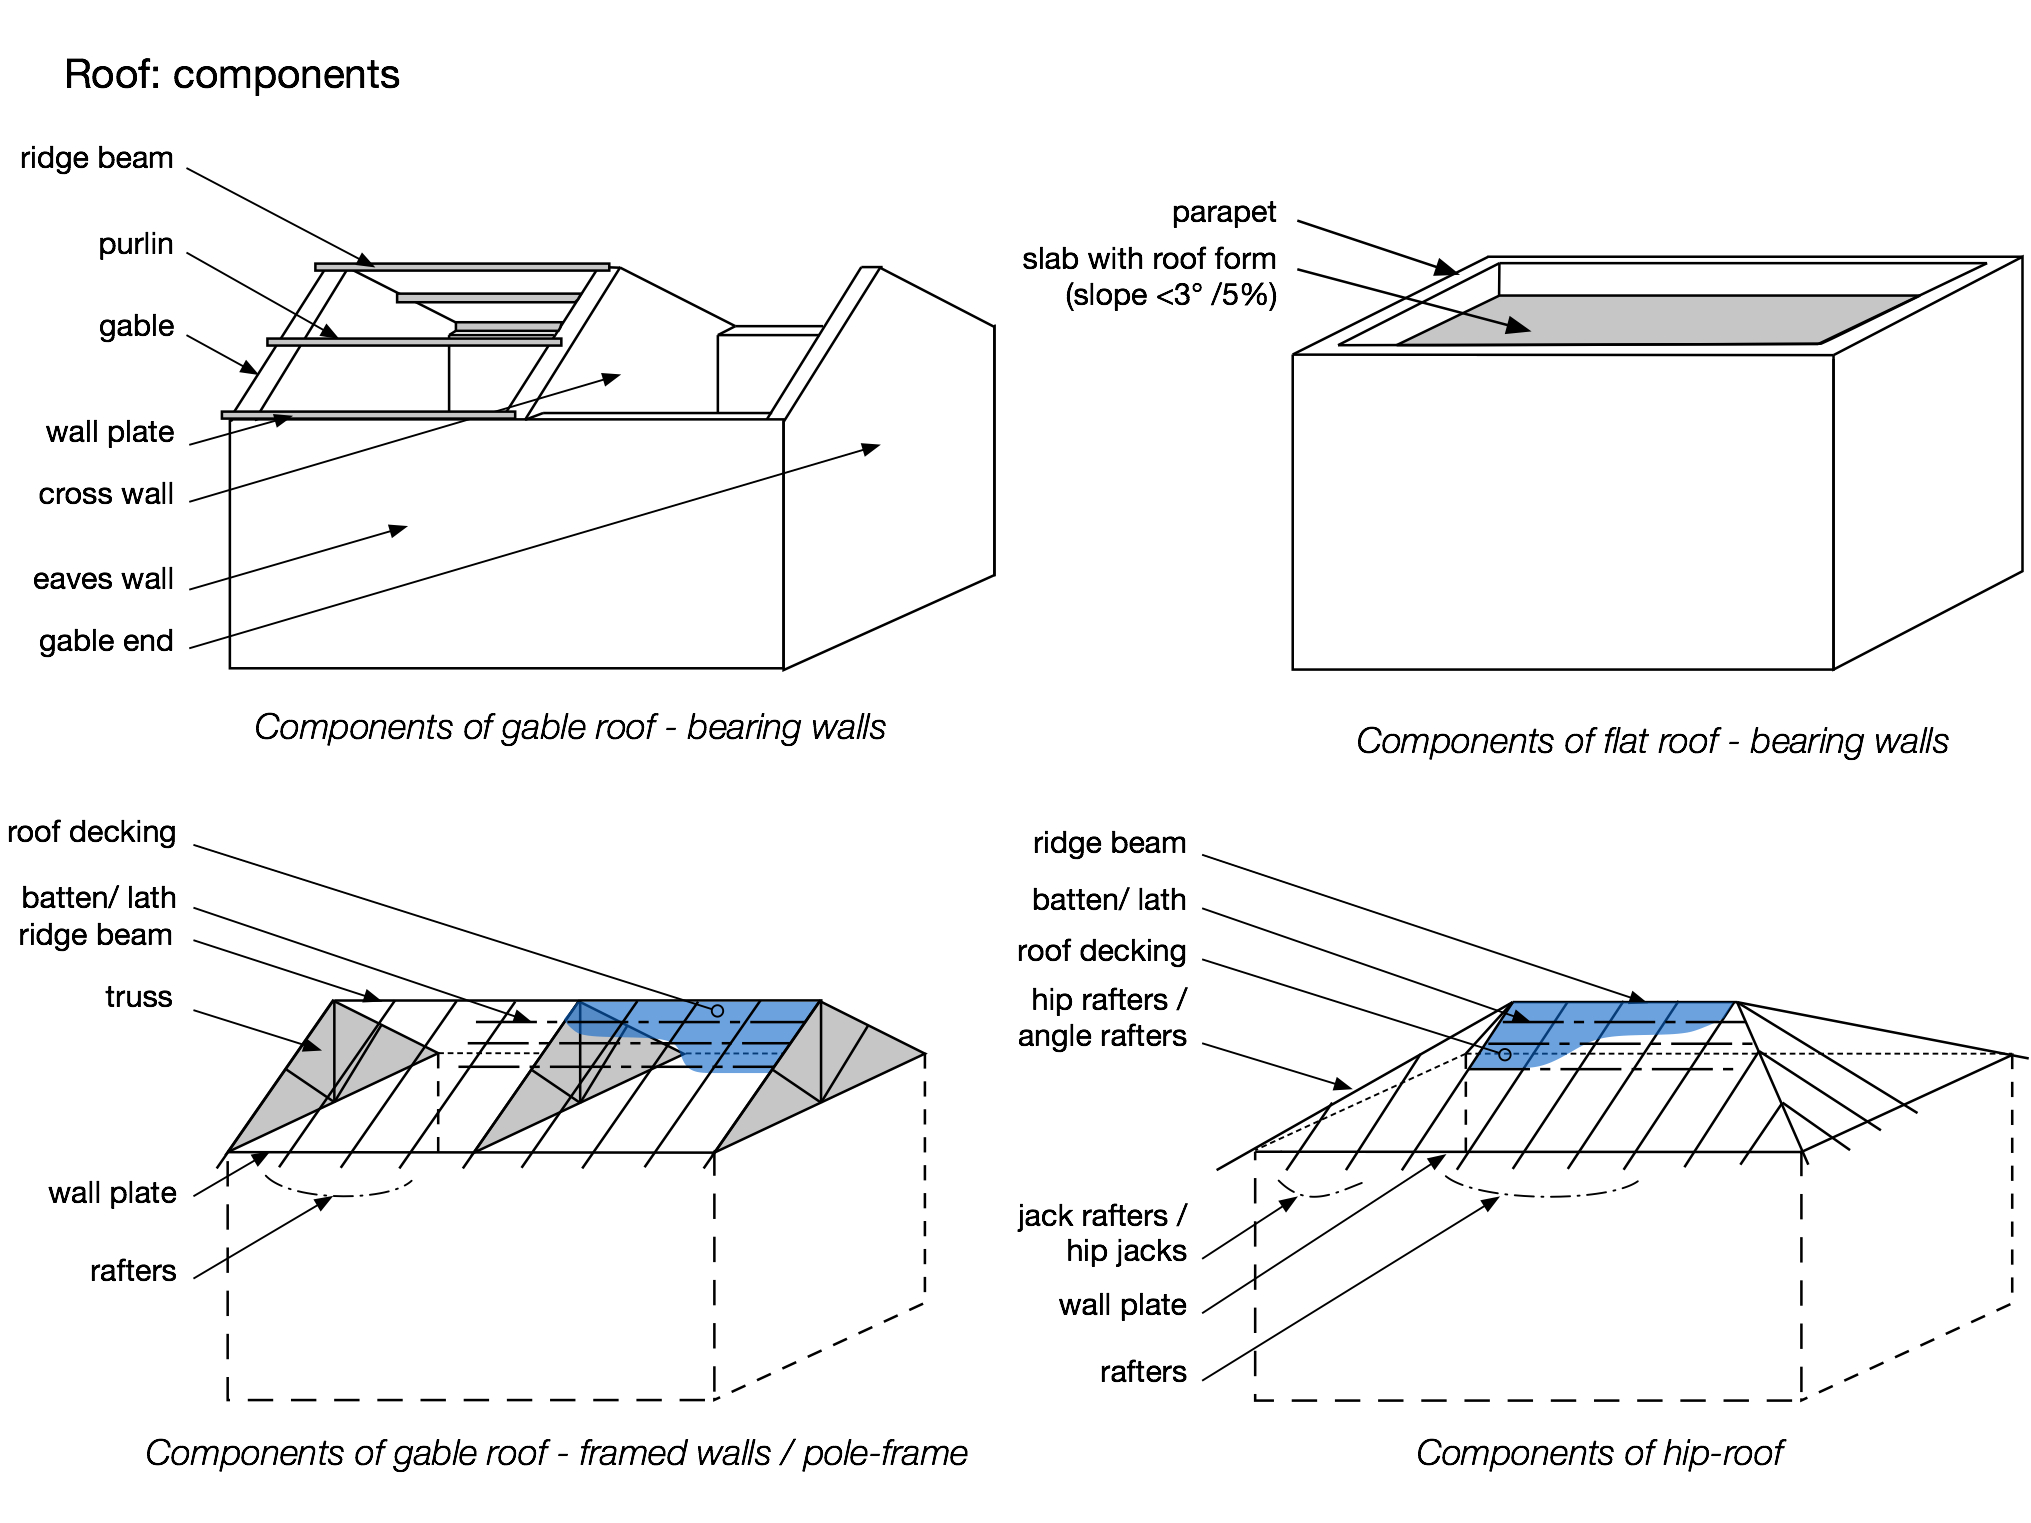 Roof: components
ridge beam
purlin
gable
wall plate
cross wall
eaves wall
gable end
Components of gable roof - bearing walls
parapet
slab with roof form
(slope <3° /5%)
Components of flat roof - bearing walls
roof decking
batten/ lath
ridge beam
truss
wall plate
rafters
Components of gable roof - framed walls / pole-frame
ridge beam
batten/ lath
roof decking
hip rafters /
angle rafters
jack rafters /
hip jacks
wall plate
rafters
Components of hip-roof